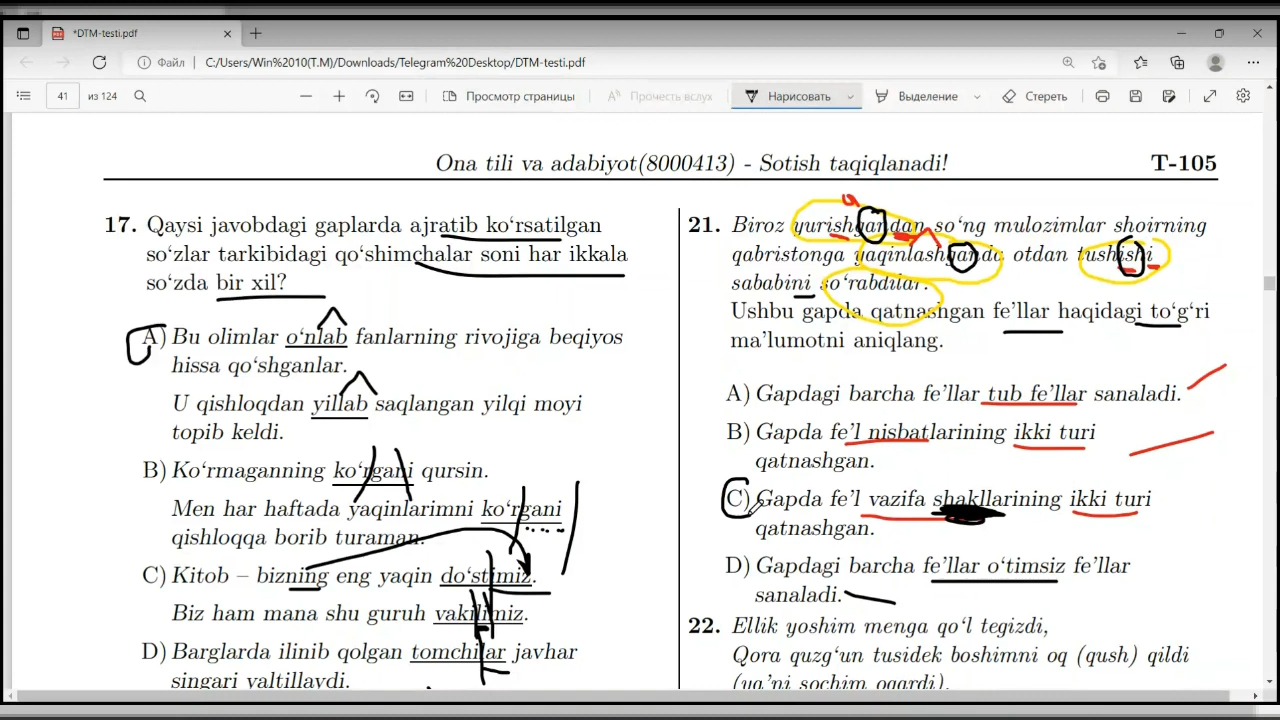 *DTM-testi.pdf
Файл
C:/Users/Win%2010(T.M)/Downloads/Telegram%20Desktop/DTM-testi.pdf
41 из 124
Просмотр страницы
Прочесть вслух
Нарисовать
Выделение
Стереть
Ona tili va adabiyot(8000413) - Sotish taqiqlanadi!
T-105
17. Qaysi javobdagi gaplarda ajratib ko‘rsatilgan
so‘zlar tarkibidagi qo‘shimchalar soni har ikkala
so‘zda bir xil?
A) Bu olimlar o‘nlab fanlarning rivojiga beqiyos
hissa qo‘shganlar.
U qishloqdan yillab saqlangan yilqi moyi
topib keldi.
B) Ko‘rmaganning ko‘rgani qursin.
Men har haftada yaqinlarimni ko‘rgani
qishloqqa borib turaman.
C) Kitob – bizning eng yaqin do‘stimiz.
Biz ham mana shu guruh vakilimiz.
D) Barglarda ilinib qolgan tomchilar javhar
singari yaltillaydi.
21. Biroz yurishgandan so‘ng mulozimlar shoirning
qabristonga yaqinlashganda otdan tushishi
sababini so‘rabdilar.
Ushbu gapda qatnashgan fe’llar haqidagi to‘g‘ri
ma’lumotni aniqlang.
A) Gapdagi barcha fe’llar tub fe’llar sanaladi.
B) Gapda fe’l nisbatlarining ikki turi
qatnashgan.
C) Gapda fe’l vazifa shakllarining ikki turi
qatnashgan.
D) Gapdagi barcha fe’llar o‘timsiz fe’llar
sanaladi.
22. Ellik yoshim menga qo‘l tegizdi,
Qora quzg‘un tusidek boshimni oq (qush) qildi
(ya’ni sochim oqardi).